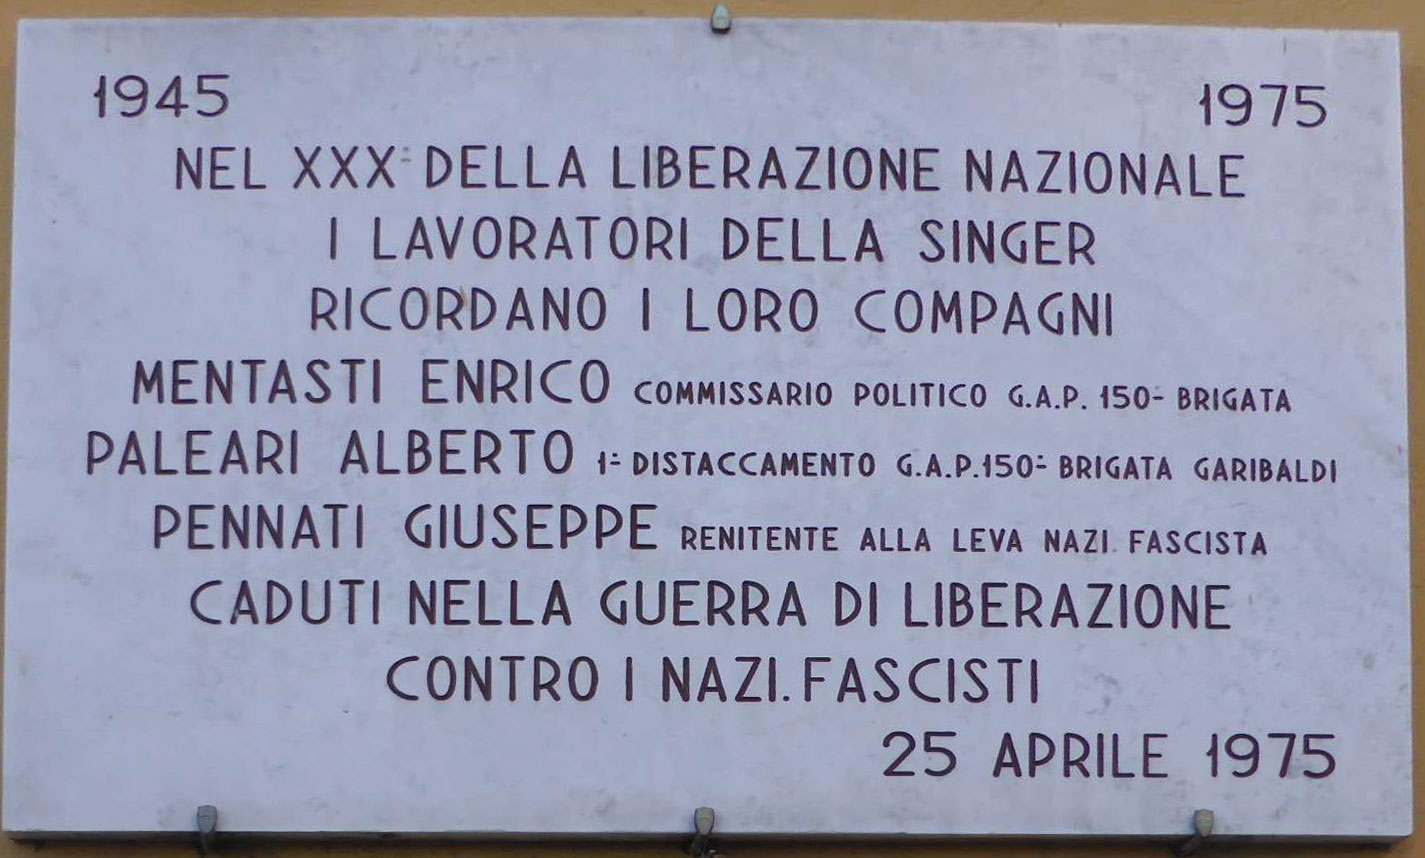 1945 1975
NEL XXX° DELLA LIBERAZIONE NAZIONALE
I LAVORATORI DELLA SINGER
RICORDANO I LORO COMPAGNI
MENTASTI ENRICO COMMISSARIO POLITICO G.A.P. 150ª BRIGATA
PALEARI ALBERTO 1° DISTACCAMENTO G.A.P. 150ª BRIGATA GARIBALDI
PENNATI GIUSEPPE RENITENTE ALLA LEVA NAZI.FASCISTA
CADUTI NELLA GUERRA DI LIBERAZIONE
CONTRO I NAZI.FASCISTI
25 APRILE 1975